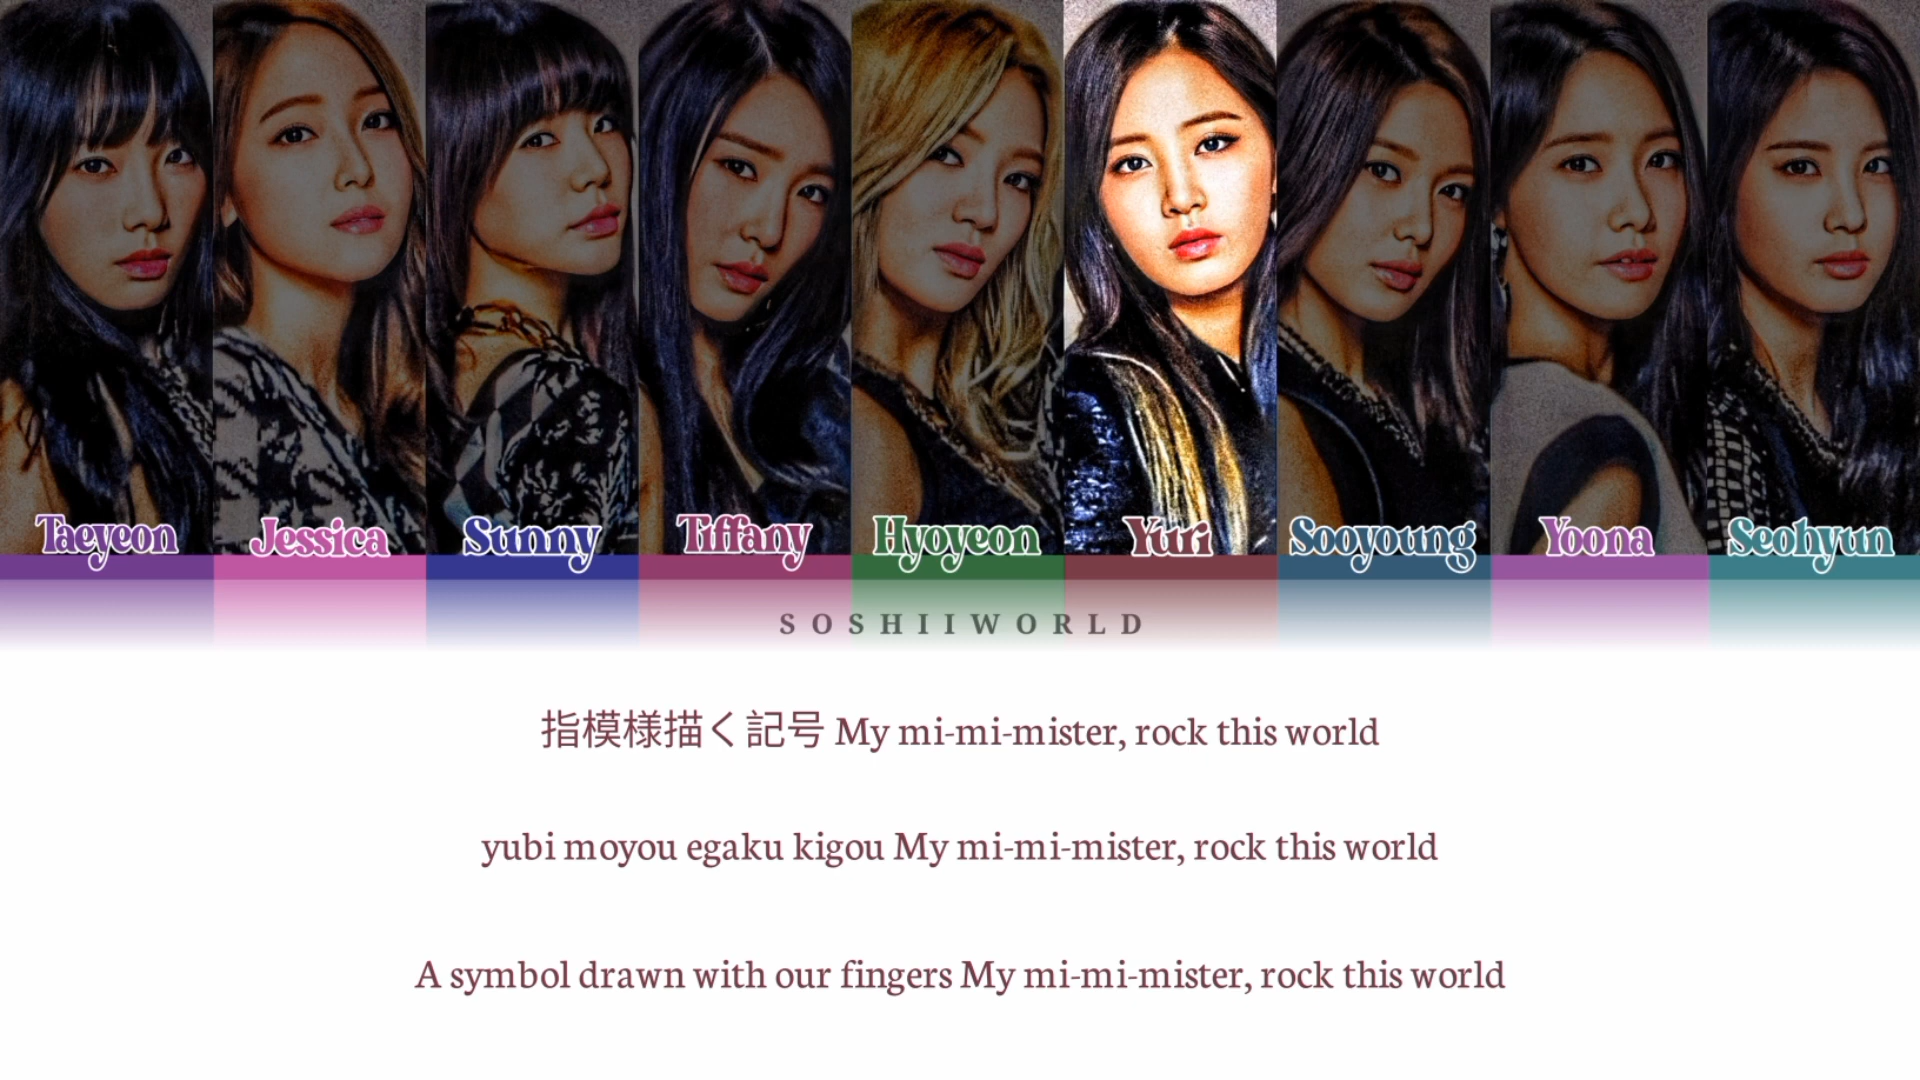 Taeyeon Jessica Sunny Tiffany Hyoyeon Yuri Sooyoung Yoona Seohyun
SOSHIIWORLD
指模様描く記号 My mi-mi-mister, rock this world
yubi moyou egaku kigou My mi-mi-mister, rock this world
A symbol drawn with our fingers My mi-mi-mister, rock this world